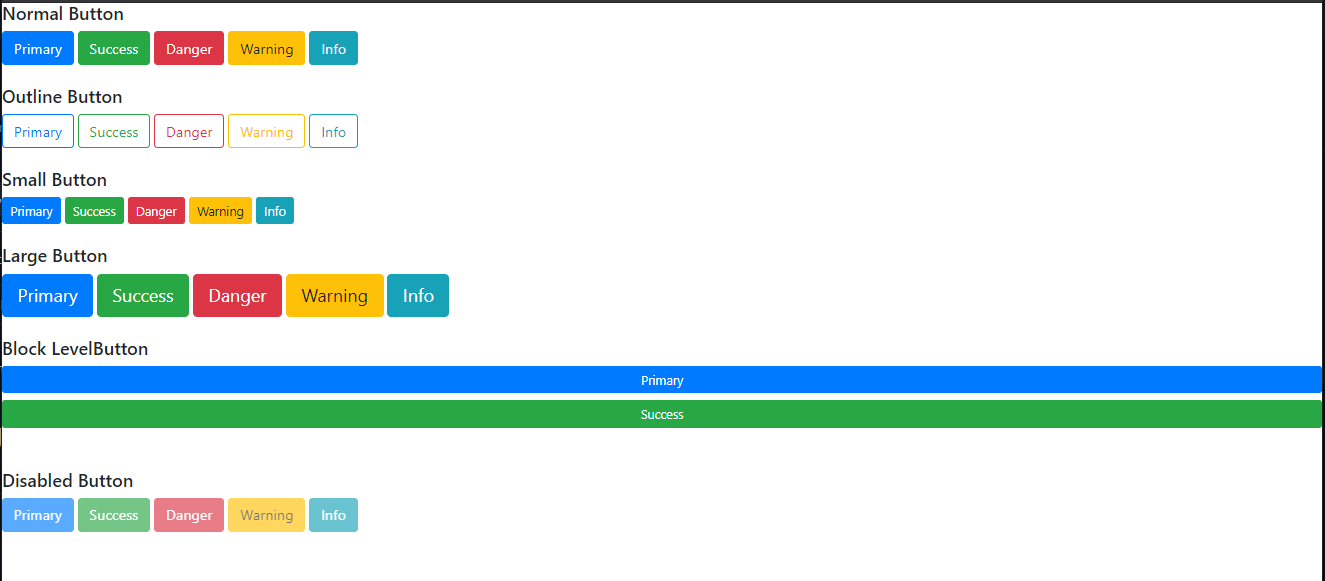 Normal Button
Primary Success Danger Warning Info
Outline Button
Primary Success Danger Warning Info
Small Button
Primary Success Danger Warning Info
Large Button
Primary Success Danger Warning Info
Block LevelButton
Primary
Success
Disabled Button
Primary Success Danger Warning Info